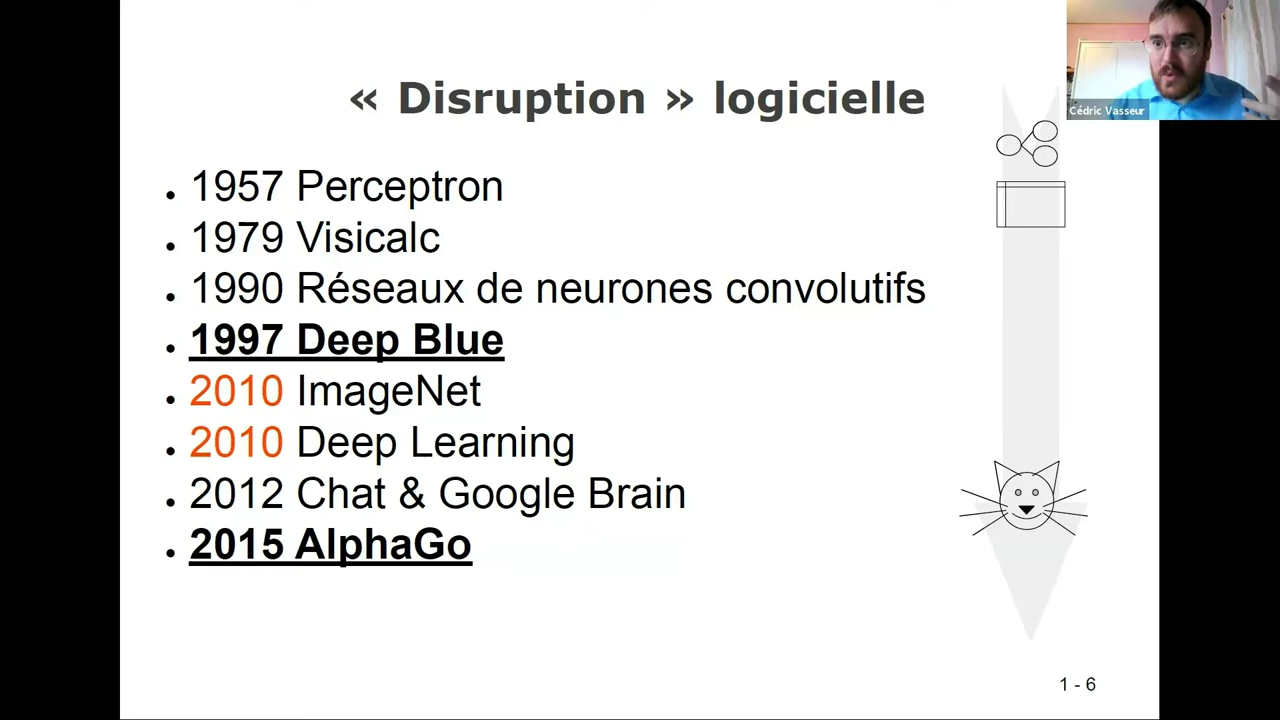 « Disruption » logicielle
Cédric Vasseur
. 1957 Perceptron
. 1979 Visicalc
. 1990 Réseaux de neurones convolutifs
. 1997 Deep Blue
. 2010 ImageNet
. 2010 Deep Learning
. 2012 Chat & Google Brain
. 2015 AlphaGo
1 - 6